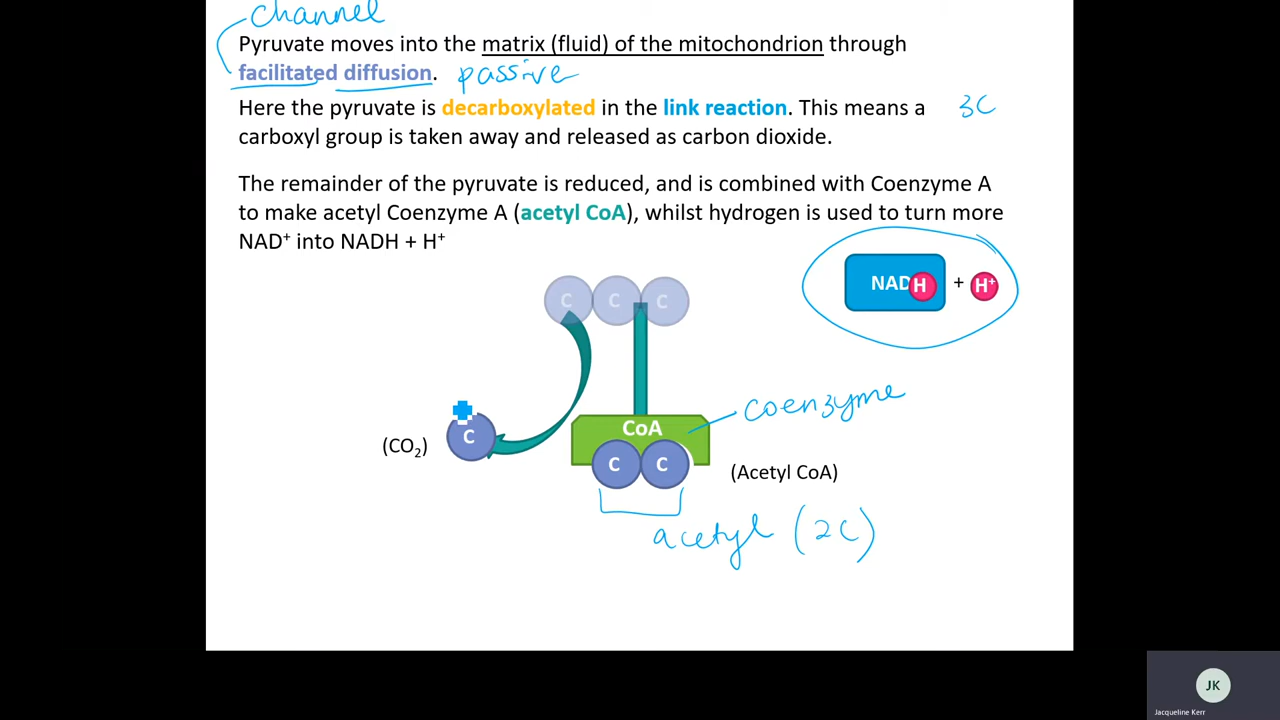 channel
Pyruvate moves into the matrix (fluid) of the mitochondrion through
facilitated diffusion. passive
Here the pyruvate is decarboxylated in the link reaction. This means a 3C
carboxyl group is taken away and released as carbon dioxide.
The remainder of the pyruvate is reduced, and is combined with Coenzyme A
to make acetyl Coenzyme A (acetyl CoA), whilst hydrogen is used to turn more
NAD⁺ into NADH + H⁺
C C C
NAD H + H⁺
coenzyme
CoA
(CO₂) C
C C
(Acetyl CoA)
acetyl (2C)
JK
Jacqueline Kerr